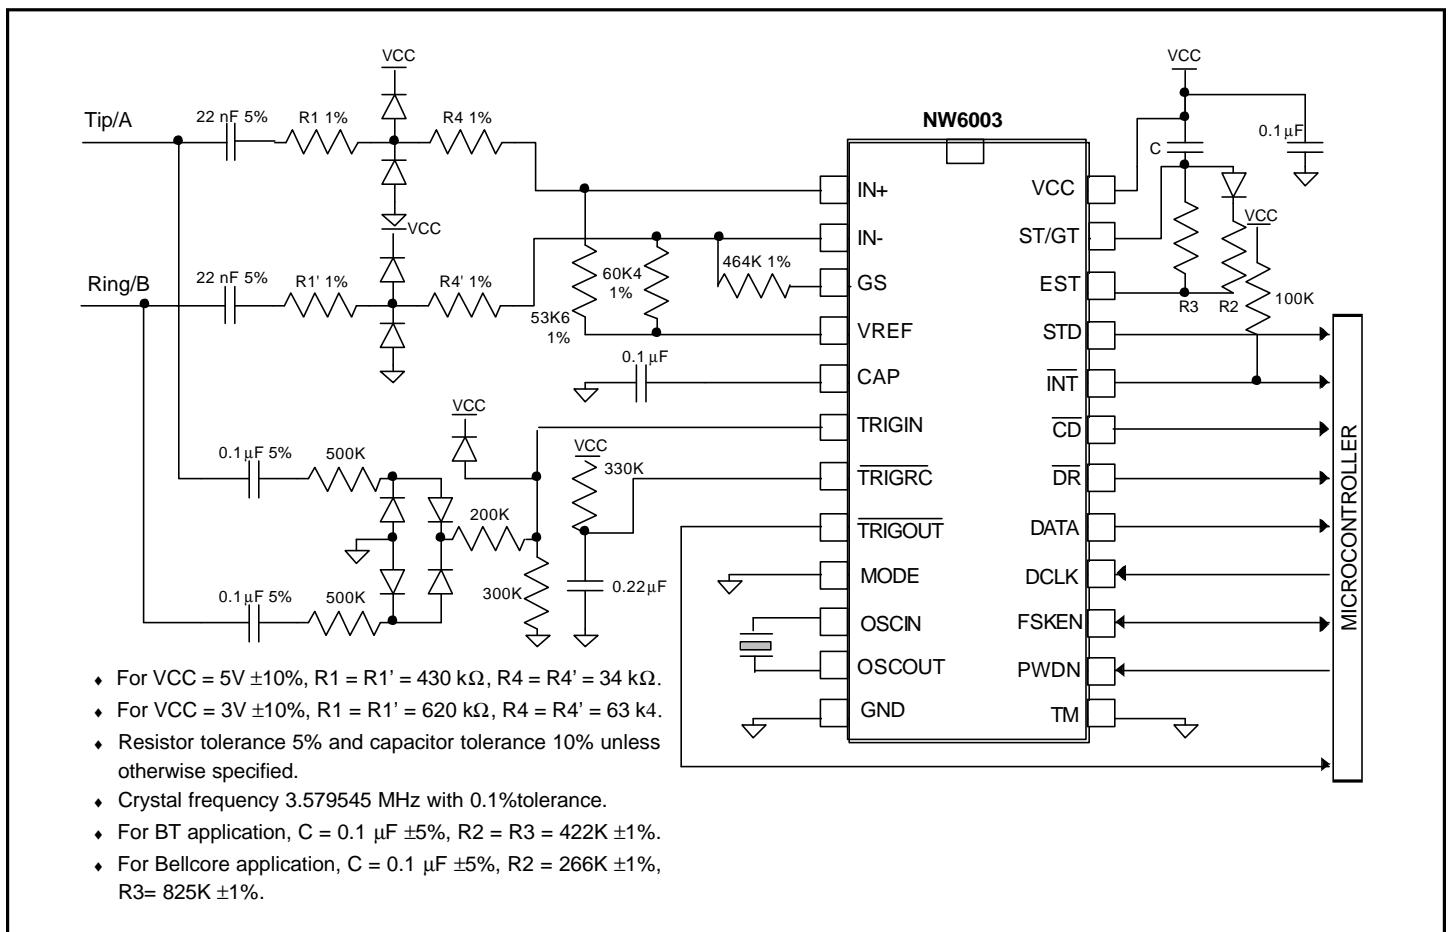 VCC
VCC
Tip/A
22 nF 5%
R1 1%
R4 1%
NW6003
C
0.1μF
VCC
Ring/B
22 nF 5%
R1' 1%
R4' 1%
60K4
1%
53K6
1%
464K 1%
IN+
IN-
GS
VREF
CAP
TRIGIN
TRIGRC
TRIGOUT
MODE
OSCIN
OSCOUT
GND
VCC
ST/GT
EST
STD
INT
CD
DR
DATA
DCLK
FSKEN
PWDN
TM
VCC
R3
R2
100K
MICROCONTROLLER
0.1μF
VCC
0.1μF 5%
500K
200K
VCC
330K
0.1μF 5%
500K
300K
0.22μF
♦ For VCC = 5V ±10%, R1 = R1' = 430 kΩ, R4 = R4' = 34 kΩ.
♦ For VCC = 3V ±10%, R1 = R1' = 620 kΩ, R4 = R4' = 63 k4.
♦ Resistor tolerance 5% and capacitor tolerance 10% unless
otherwise specified.
♦ Crystal frequency 3.579545 MHz with 0.1%tolerance.
♦ For BT application, C = 0.1 μF ±5%, R2 = R3 = 422K ±1%.
♦ For Bellcore application, C = 0.1 μF ±5%, R2 = 266K ±1%,
R3= 825K ±1%.